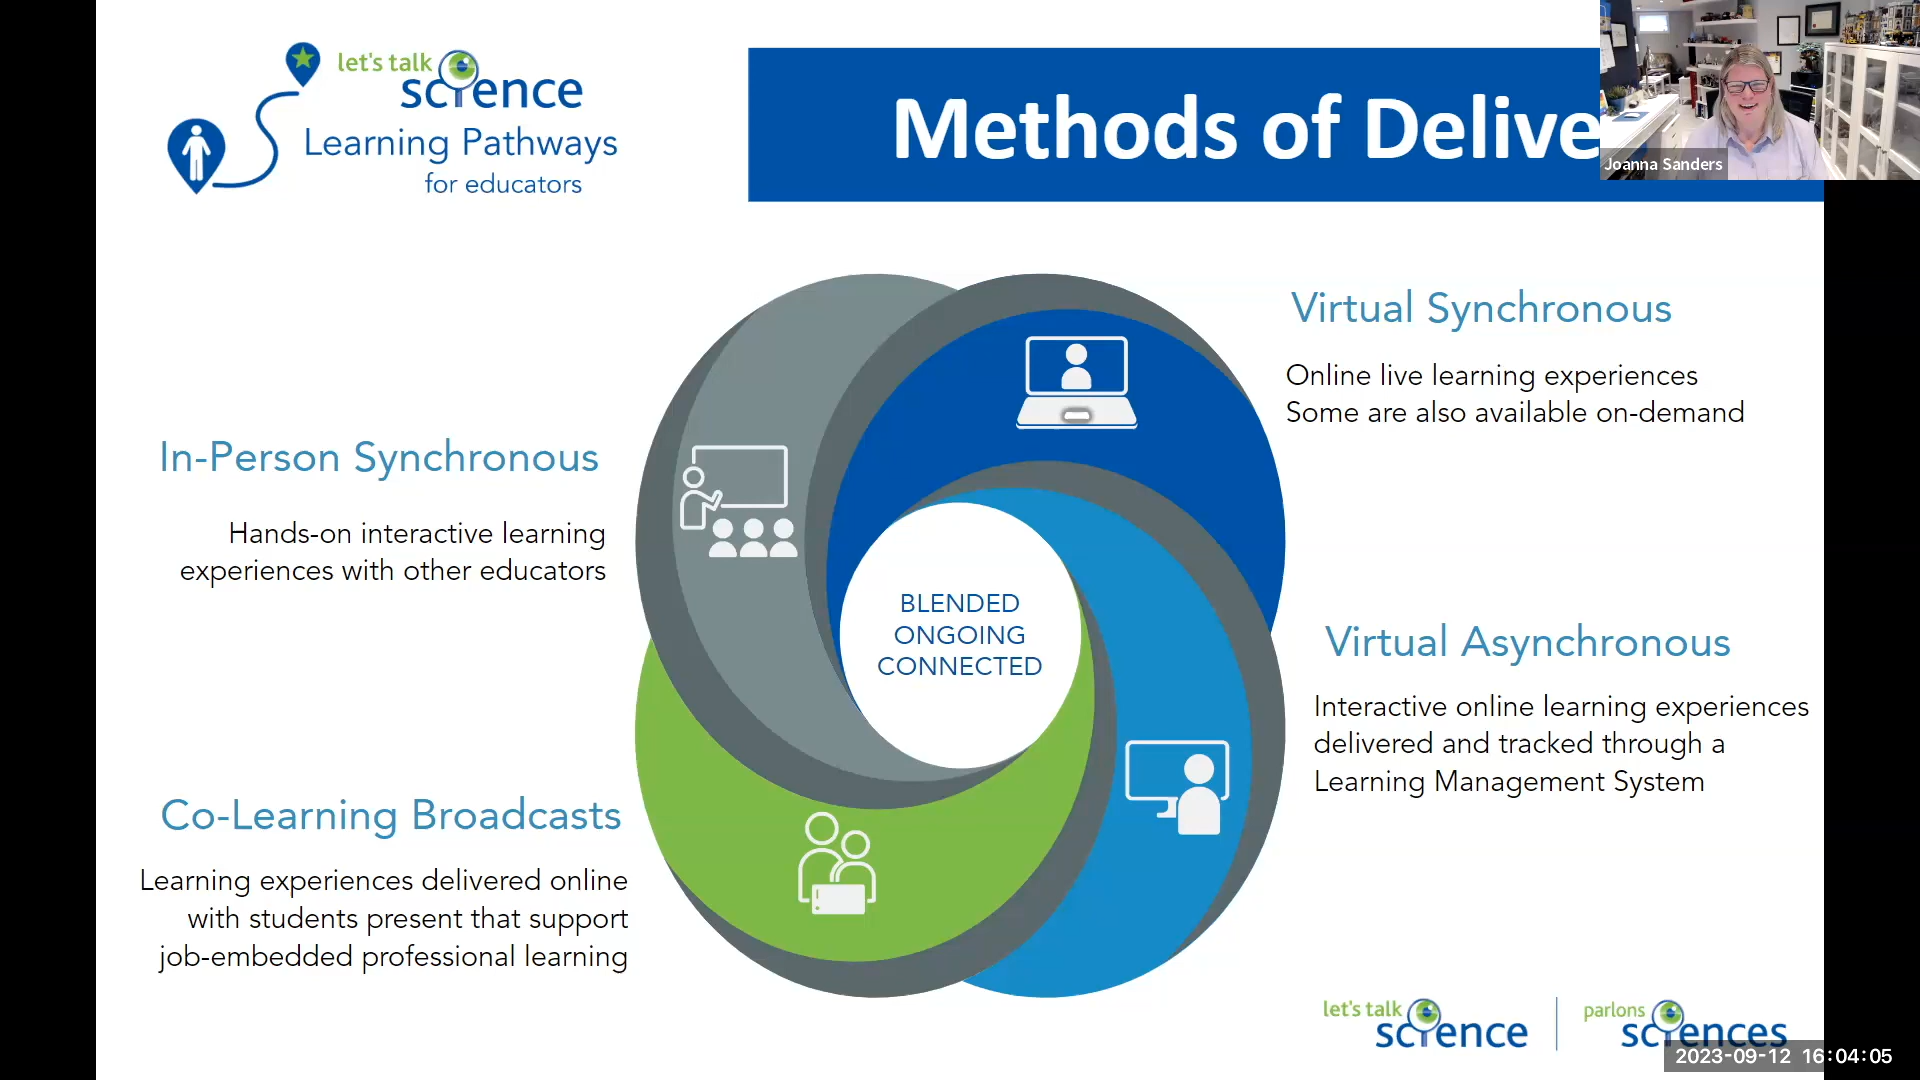 let's talk
science
Learning Pathways
for educators
Methods of Delive
Joanna Sanders
Virtual Synchronous
Online live learning experiences
Some are also available on-demand
In-Person Synchronous
Hands-on interactive learning
experiences with other educators
BLENDED
ONGOING
CONNECTED
Virtual Asynchronous
Interactive online learning experiences
delivered and tracked through a
Learning Management System
Co-Learning Broadcasts
Learning experiences delivered online
with students present that support
job-embedded professional learning
let's talk
science
parlons
sciences
2023-09-12 16:04:05